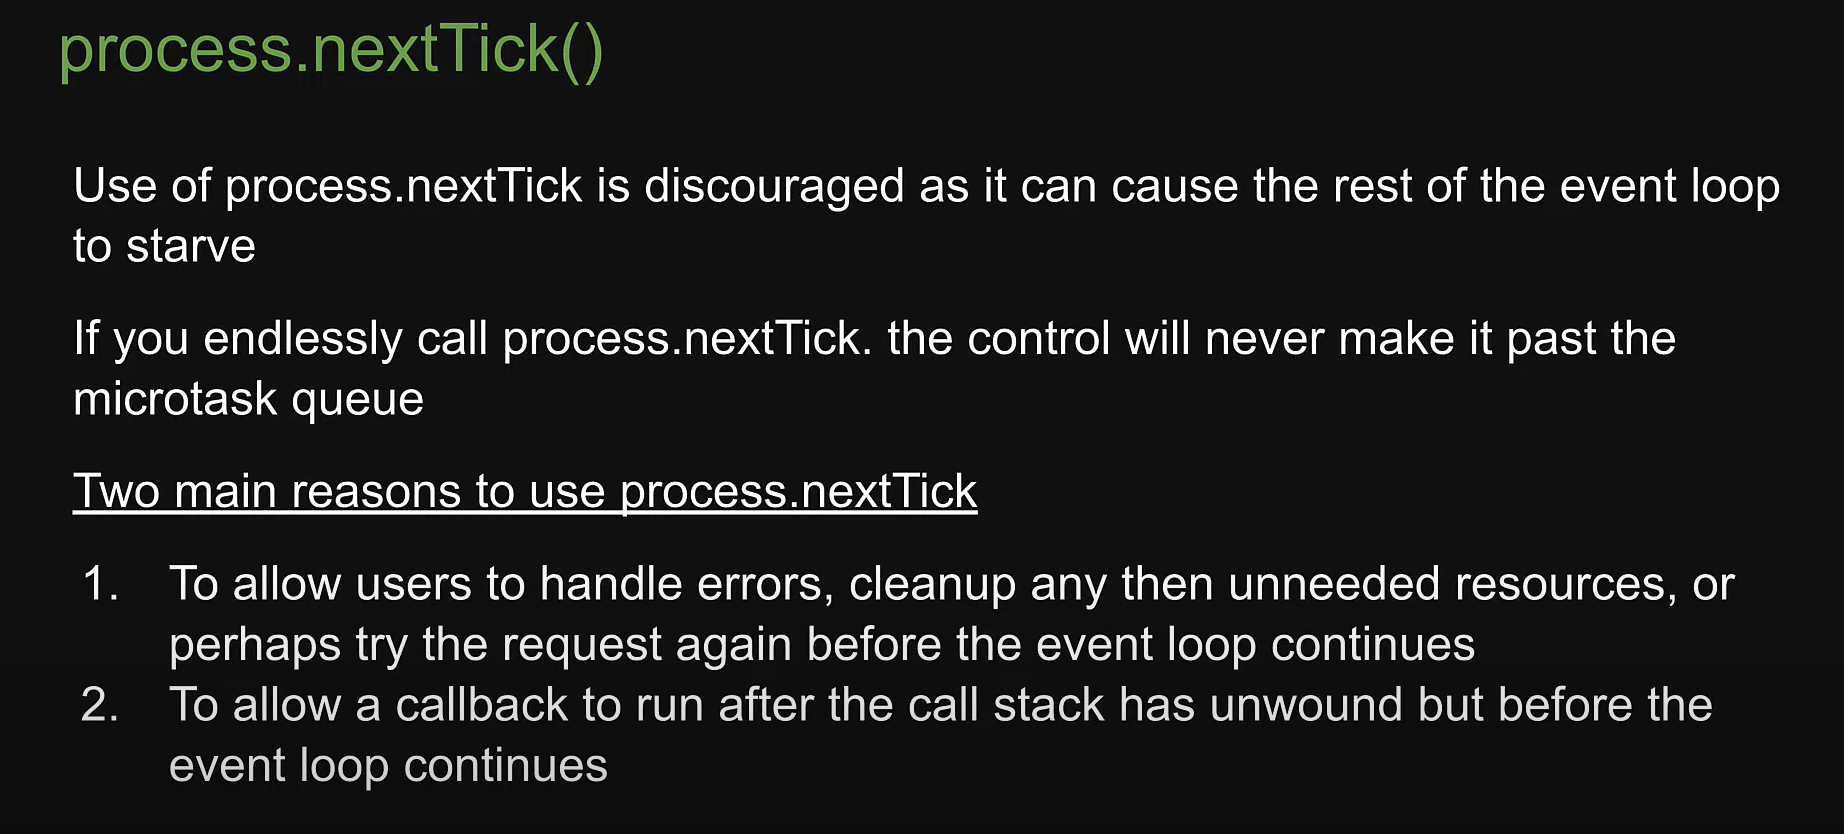 process.nextTick()
Use of process.nextTick is discouraged as it can cause the rest of the event loop
to starve
If you endlessly call process.nextTick. the control will never make it past the
microtask queue
Two main reasons to use process.nextTick
1. To allow users to handle errors, cleanup any then unneeded resources, or
perhaps try the request again before the event loop continues
2. To allow a callback to run after the call stack has unwound but before the
event loop continues